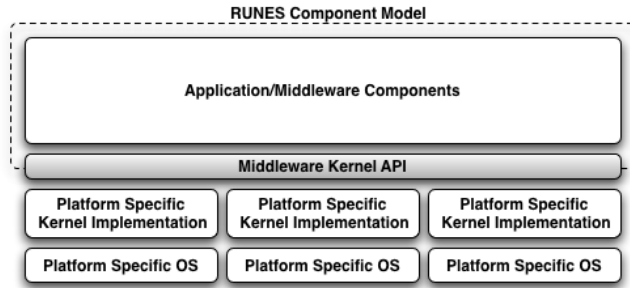 RUNES Component Model
Application/Middleware Components
Middleware Kernel API
Platform Specific
Kernel Implementation
Platform Specific
Kernel Implementation
Platform Specific
Kernel Implementation
Platform Specific OS
Platform Specific OS
Platform Specific OS